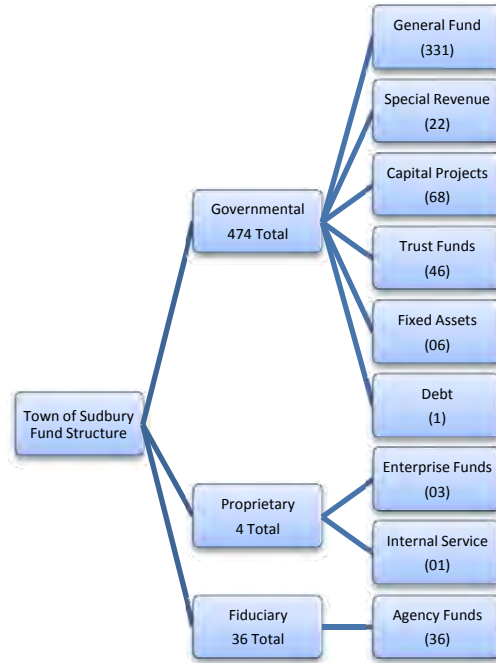 General Fund
(331)
Special Revenue
(22)
Capital Projects
(68)
Governmental
474 Total
Trust Funds
(46)
Fixed Assets
(06)
Debt
(1)
Town of Sudbury
Fund Structure
Enterprise Funds
(03)
Proprietary
4 Total
Internal Service
(01)
Fiduciary
36 Total
Agency Funds
(36)